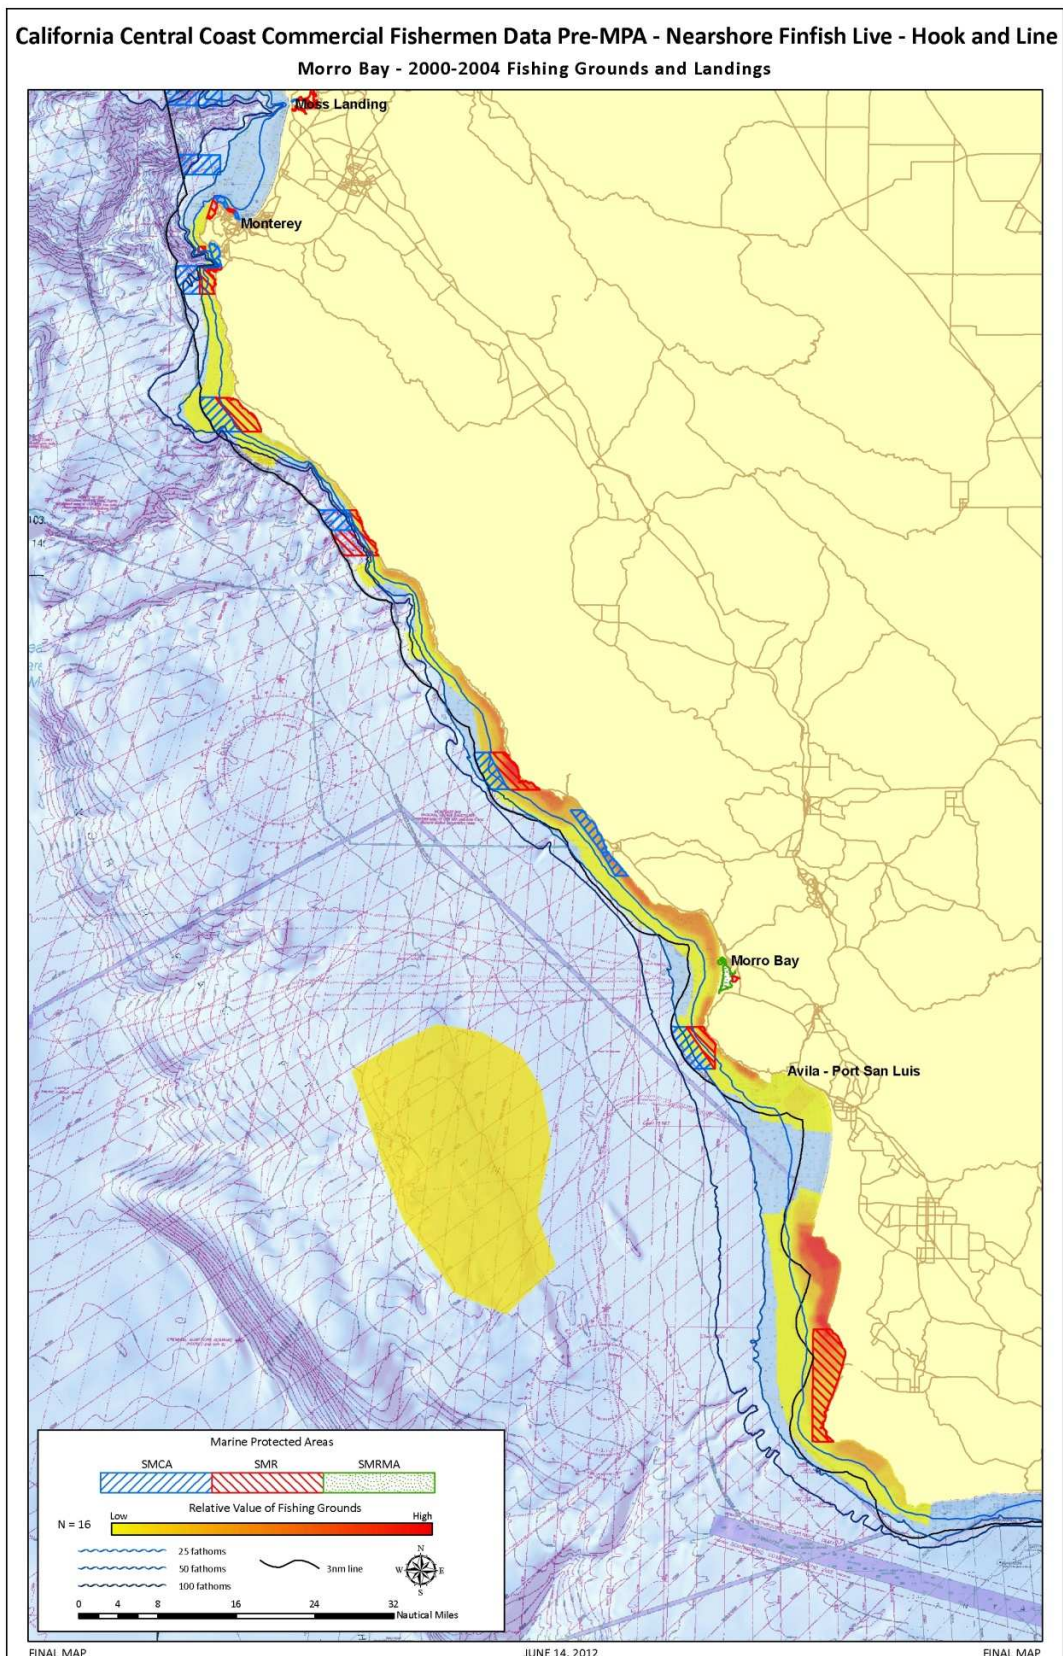 California Central Coast Commercial Fishermen Data Pre-MPA - Nearshore Finfish Live - Hook and Line
Morro Bay - 2000-2004 Fishing Grounds and Landings
Moss Landing
Monterey
103
14
Morro Bay
Avila - Port San Luis
Marine Protected Areas
SMCA SMR SMRMA
Relative Value of Fishing Grounds
Low High
N = 16
25 fathoms
50 fathoms
100 fathoms
3nm line
N
W E
S
0 4 8 16 24 32
Nautical Miles
FINAL MAP JUNE 14, 2012 FINAL MAP